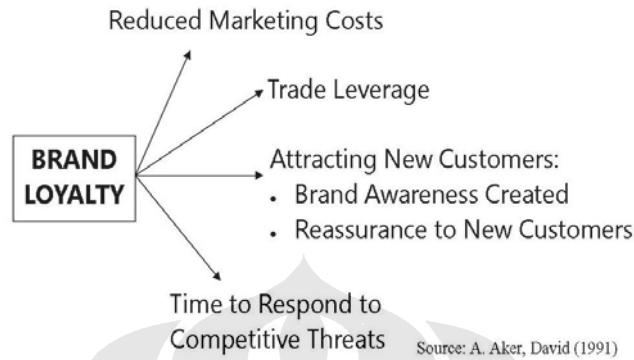 Reduced Marketing Costs
Trade Leverage
BRAND
LOYALTY
Attracting New Customers:
• Brand Awareness Created
• Reassurance to New Customers
Time to Respond to
Competitive Threats
Source: A. Aker, David (1991)